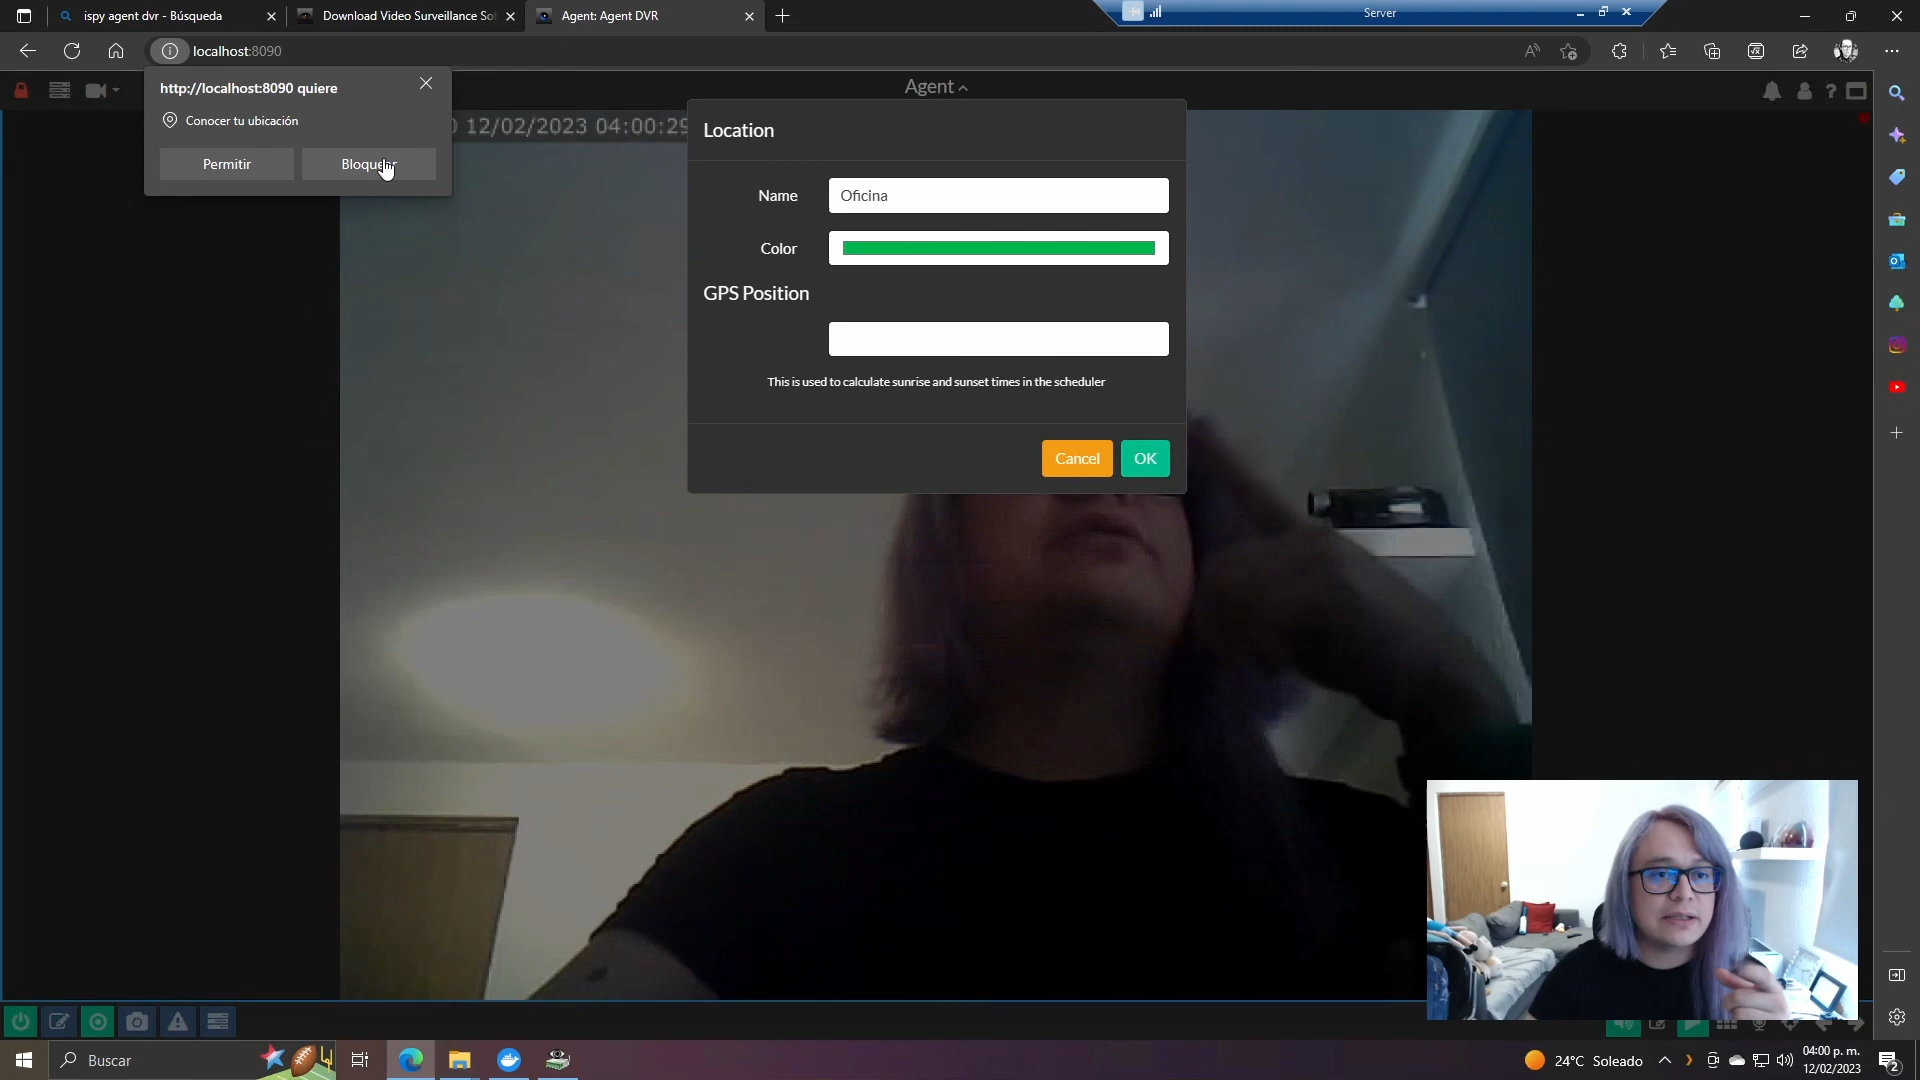 ispy agent dvr - Búsqueda
Download Video Surveillance So
Agent: Agent DVR
Server
localhost:8090
http://localhost:8090 quiere
Conocer tu ubicación
Permitir
Bloquear
Agent
12/02/2023 04:00:29
Location
Name
Oficina
Color
GPS Position
This is used to calculate sunrise and sunset times in the scheduler
Cancel
OK
Buscar
24°C Soleado
04:00 p. m.
12/02/2023
2